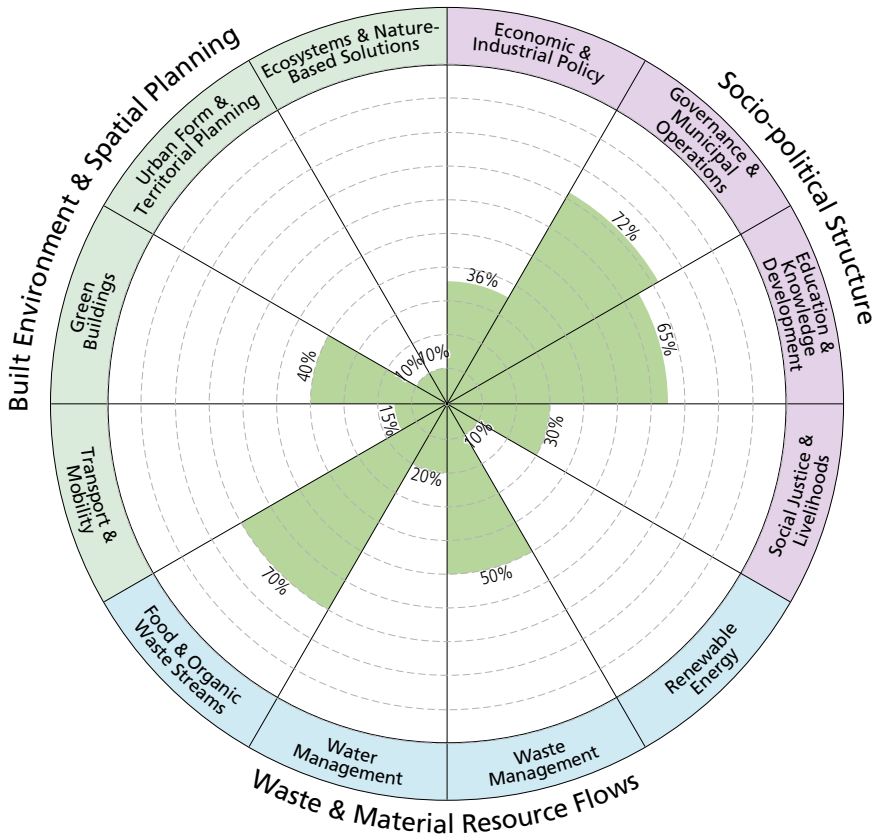 Built Environment & Spatial Planning
Socio-political Structure
Waste & Material Resource Flows
Ecosystems & Nature-
Based Solutions
Economic &
Industrial Policy
Governance &
Municipal
Operations
Education &
Knowledge
Development
Social Justice &
Livelihoods
Renewable
Energy
Waste
Management
Water
Management
Food & Organic
Waste Streams
Transport &
Mobility
Green
Buildings
Urban Form &
Territorial Planning
36%
72%
65%
30%
10%
50%
20%
70%
15%
40%
10%
10%